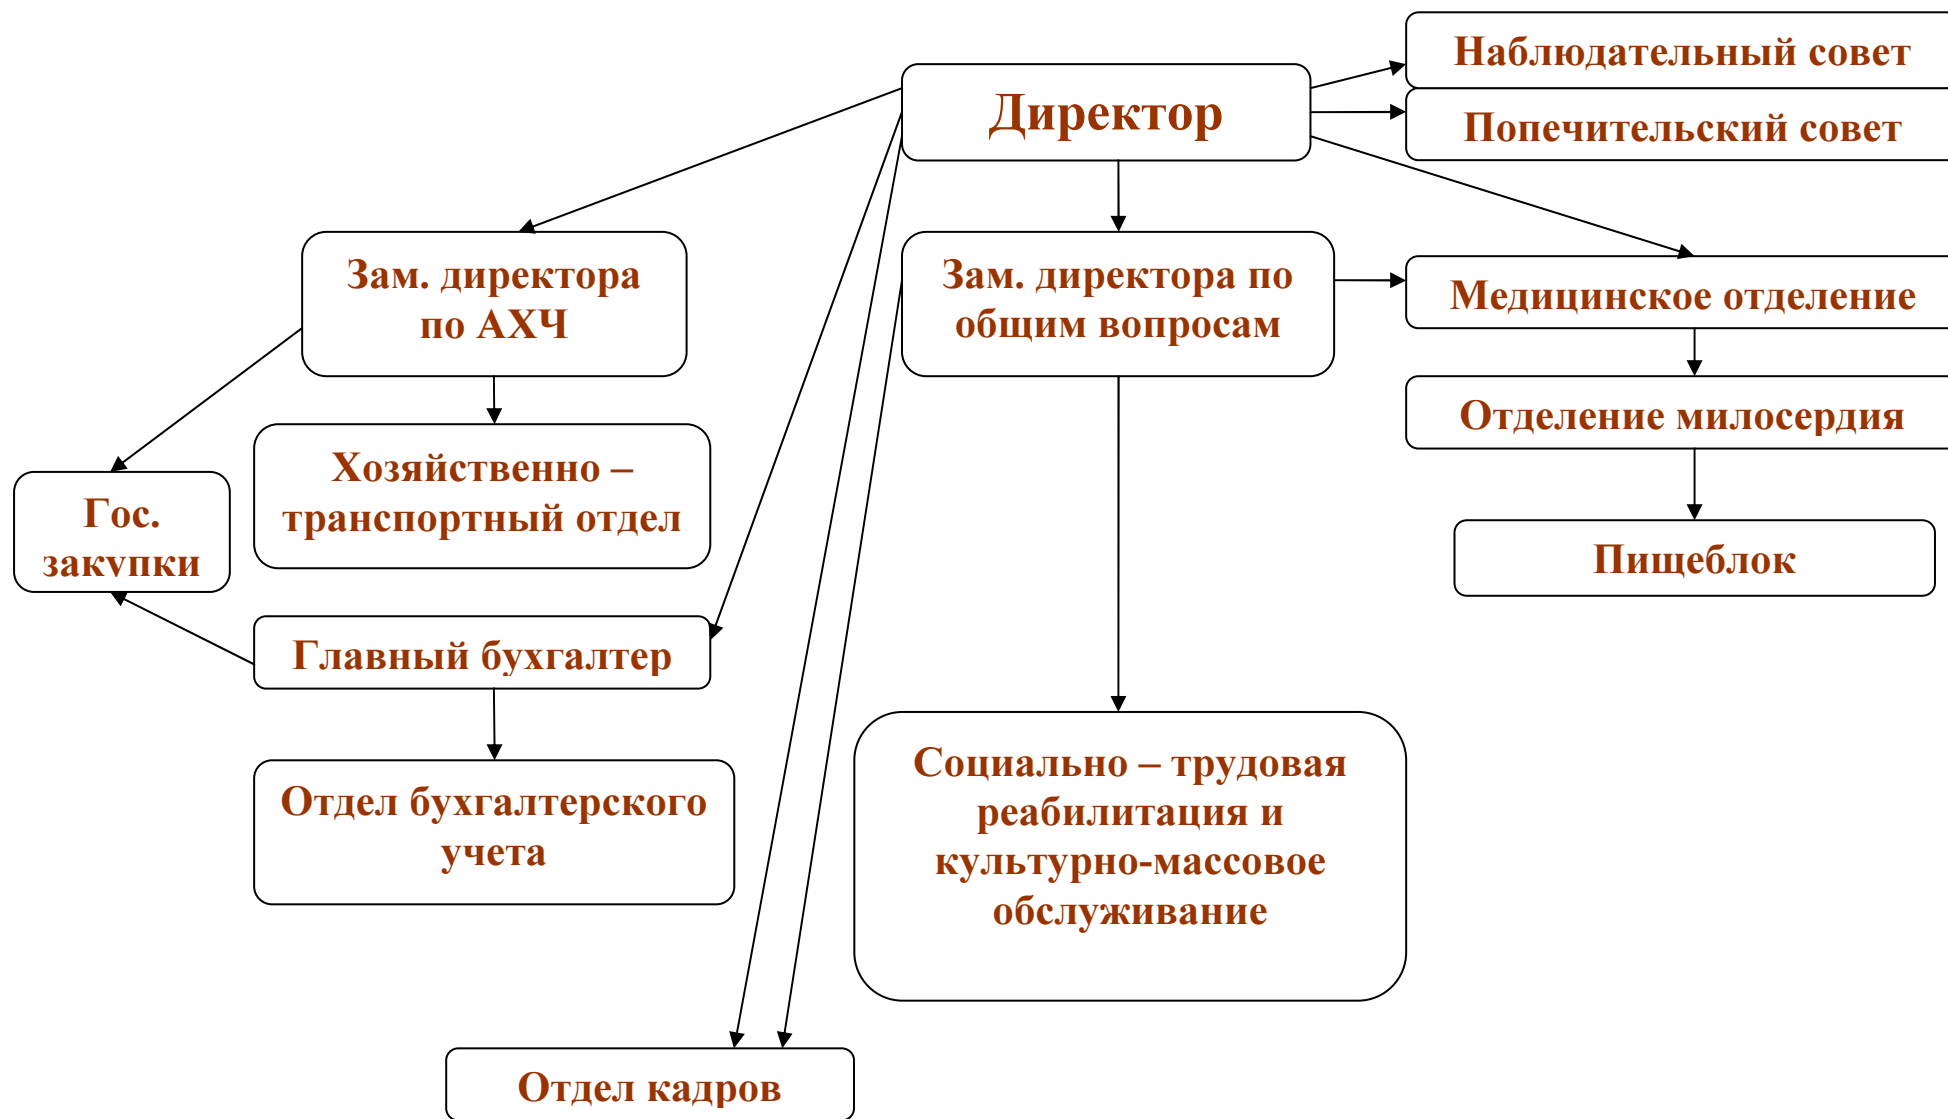 Наблюдательный совет
Директор
Попечительский совет
Зам. директора
по АХЧ
Зам. директора по
общим вопросам
Медицинское отделение
Отделение милосердия
Хозяйственно –
транспортный отдел
Гос.
закупки
Пищеблок
Главный бухгалтер
Отдел бухгалтерского
учета
Социально – трудовая
реабилитация и
культурно-массовое
обслуживание
Отдел кадров